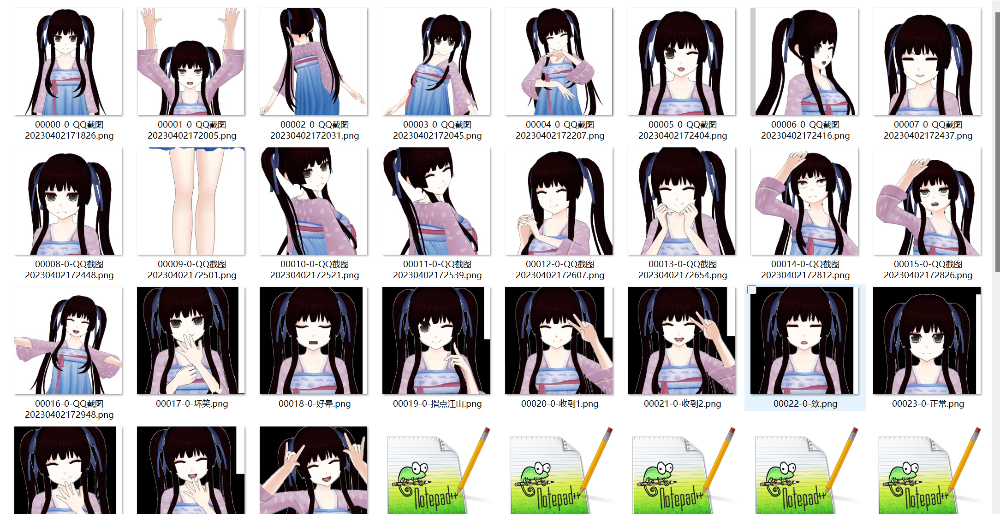 00000-0-QQ截图
20230402171826.png
00001-0-QQ截图
20230402172005.png
00002-0-QQ截图
20230402172031.png
00003-0-QQ截图
20230402172045.png
00004-0-QQ截图
20230402172207.png
00005-0-QQ截图
20230402172404.png
00006-0-QQ截图
20230402172416.png
00007-0-QQ截图
20230402172437.png
00008-0-QQ截图
20230402172448.png
00009-0-QQ截图
20230402172501.png
00010-0-QQ截图
20230402172521.png
00011-0-QQ截图
20230402172539.png
00012-0-QQ截图
20230402172607.png
00013-0-QQ截图
20230402172654.png
00014-0-QQ截图
20230402172812.png
00015-0-QQ截图
20230402172826.png
00016-0-QQ截图
20230402172948.png
00017-0-坏笑.png
00018-0-好晕.png
00019-0-指点江山.png
00020-0-收到1.png
00021-0-收到2.png
00022-0-欸.png
00023-0-正常.png
Notepad++
Notepad++
Notepad++
Notepad++
Notepad++